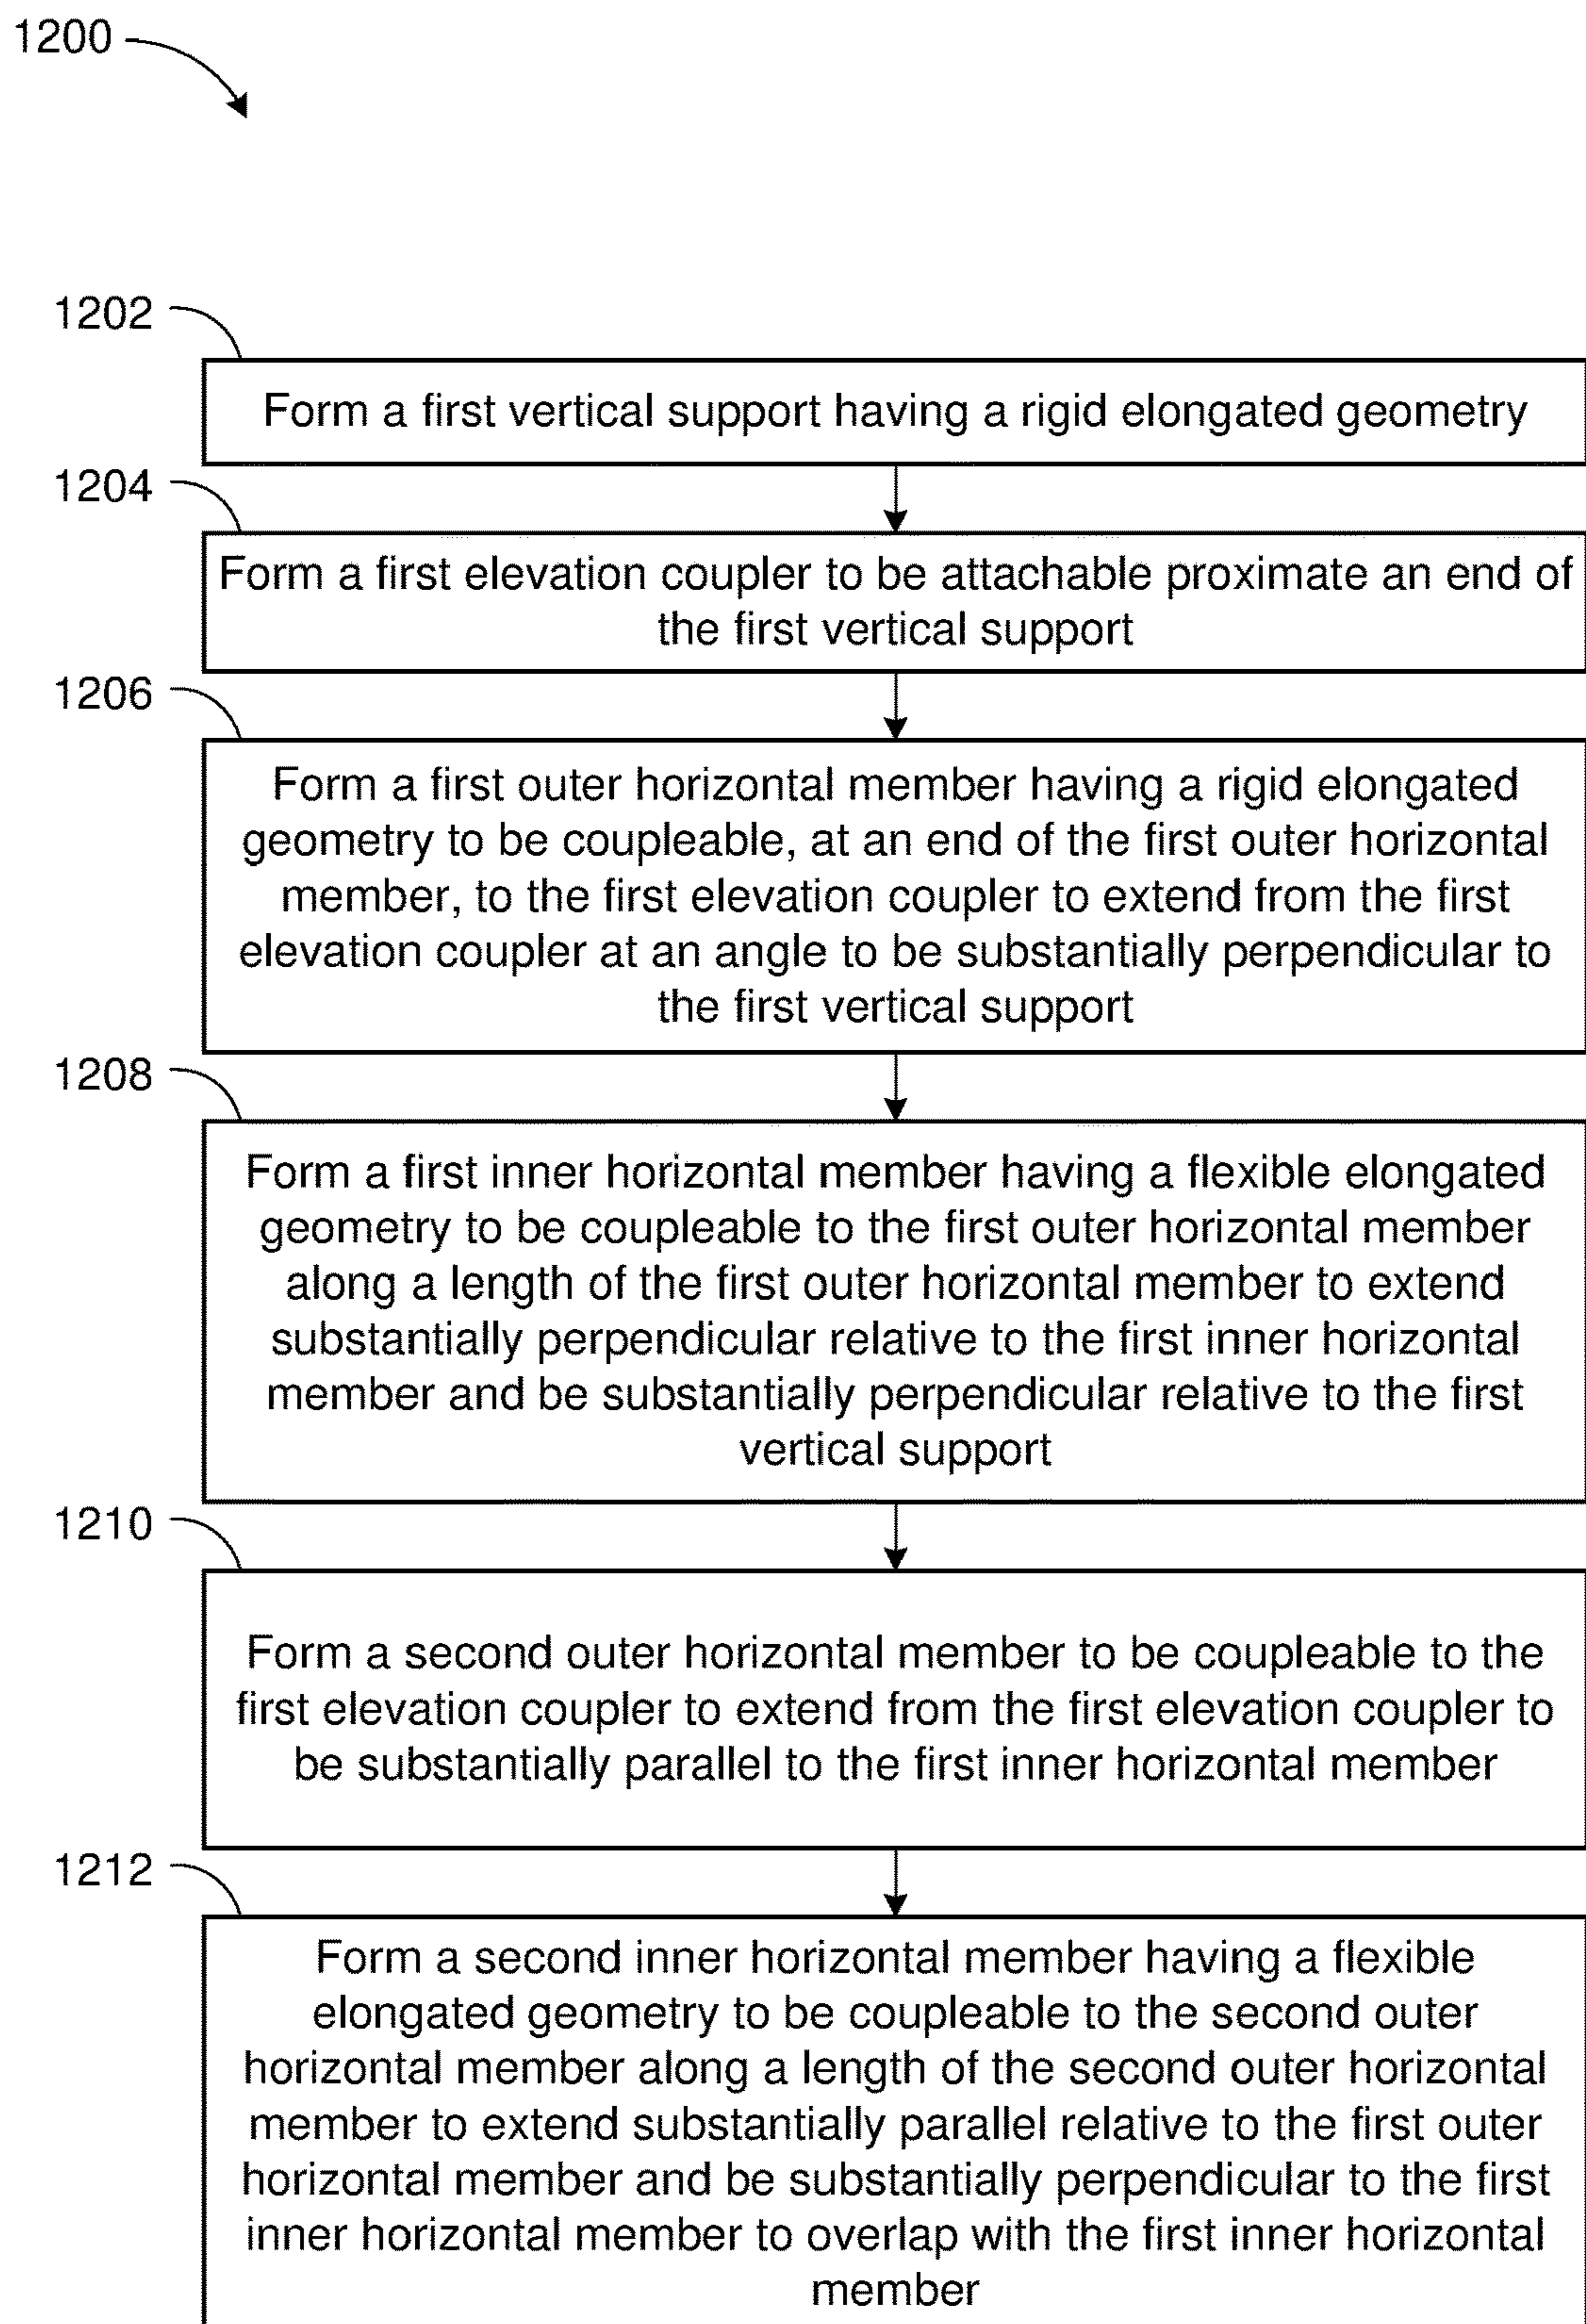 1200
1202
Form a first vertical support having a rigid elongated geometry
1204
Form a first elevation coupler to be attachable proximate an end of
the first vertical support
1206
Form a first outer horizontal member having a rigid elongated
geometry to be coupleable, at an end of the first outer horizontal
member, to the first elevation coupler to extend from the first
elevation coupler at an angle to be substantially perpendicular to
the first vertical support
1208
Form a first inner horizontal member having a flexible elongated
geometry to be coupleable to the first outer horizontal member
along a length of the first outer horizontal member to extend
substantially perpendicular relative to the first inner horizontal
member and be substantially perpendicular relative to the first
vertical support
1210
Form a second outer horizontal member to be coupleable to the
first elevation coupler to extend from the first elevation coupler to
be substantially parallel to the first inner horizontal member
1212
Form a second inner horizontal member having a flexible
elongated geometry to be coupleable to the second outer
horizontal member along a length of the second outer horizontal
member to extend substantially parallel relative to the first outer
horizontal member and be substantially perpendicular to the first
inner horizontal member to overlap with the first inner horizontal
member